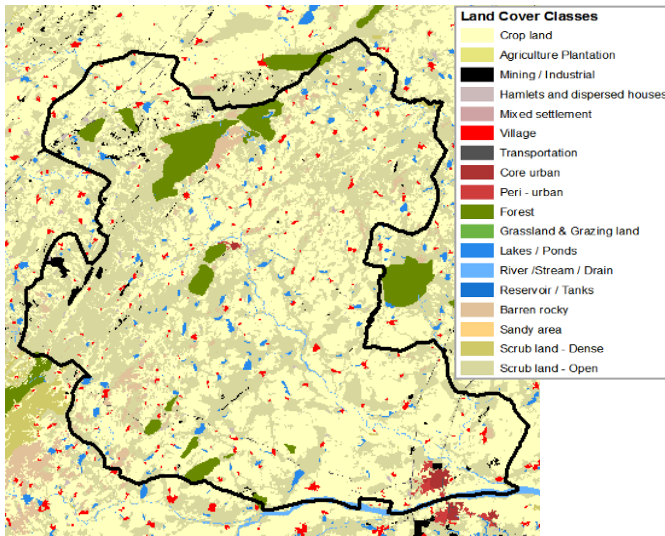 Land Cover Classes
Crop land
Agriculture Plantation
Mining / Industrial
Hamlets and dispersed houses
Mixed settlement
Village
Transportation
Core urban
Peri - urban
Forest
Grassland & Grazing land
Lakes / Ponds
River /Stream / Drain
Reservoir / Tanks
Barren rocky
Sandy area
Scrub land - Dense
Scrub land - Open